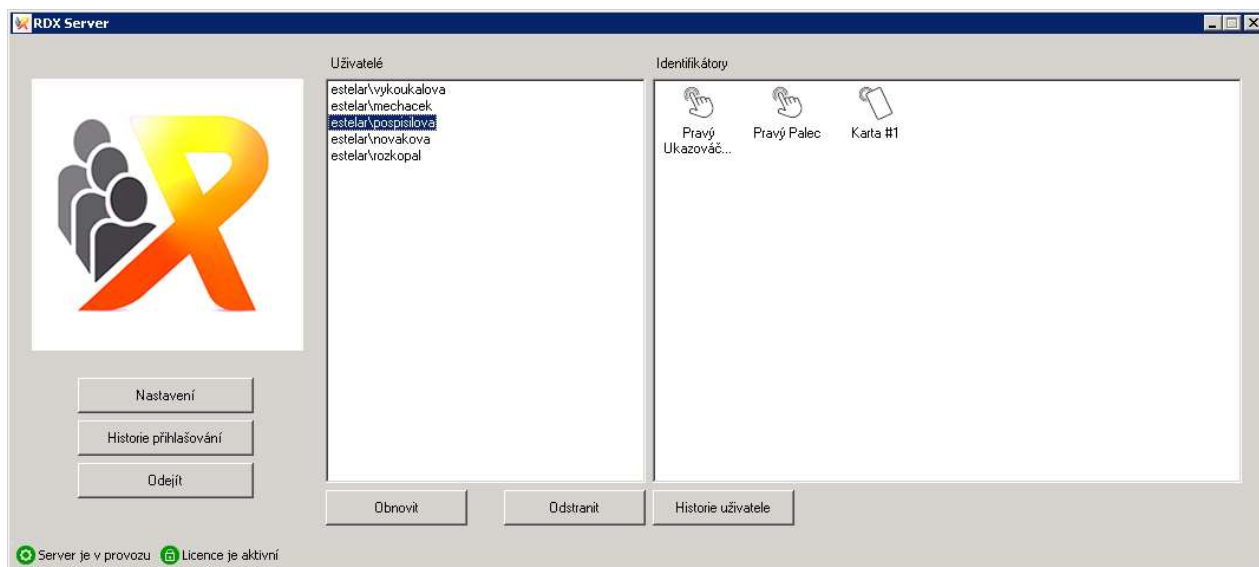 RDX Server
Uživatelé
estelar\vykoukalova
estelar\mechacek
estelar\pospisilova
estelar\novakova
estelar\rozkopal
Identifikátory
Pravý
Ukazováč...
Pravý Palec
Karta #1
Nastavení
Historie přihlašování
Odejít
Obnovit
Odstranit
Historie uživatele
Server je v provozu
Licence je aktivní